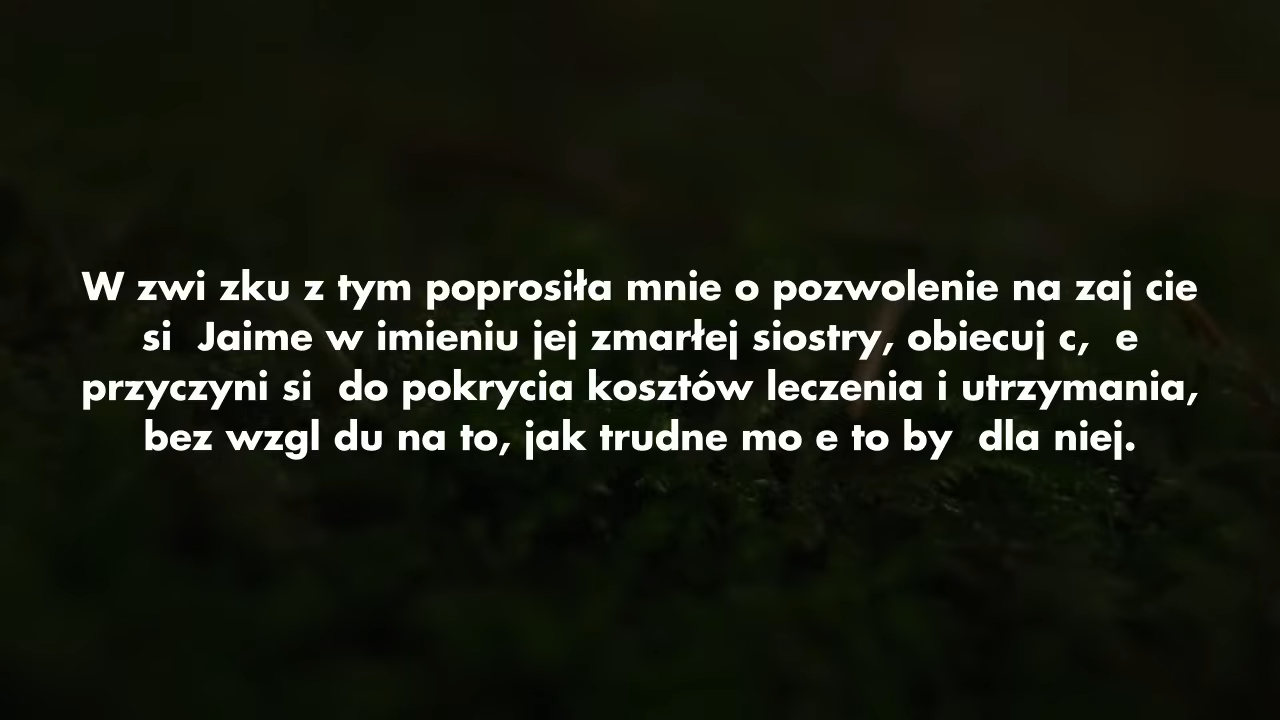 W zwi zku z tym poprosiła mnie o pozwolenie na zaj cie
si  Jaime w imieniu jej zmarłej siostry, obiecuj c,  e
przyczyni si  do pokrycia kosztów leczenia i utrzymania,
bez wzgl du na to, jak trudne mo e to by  dla niej.